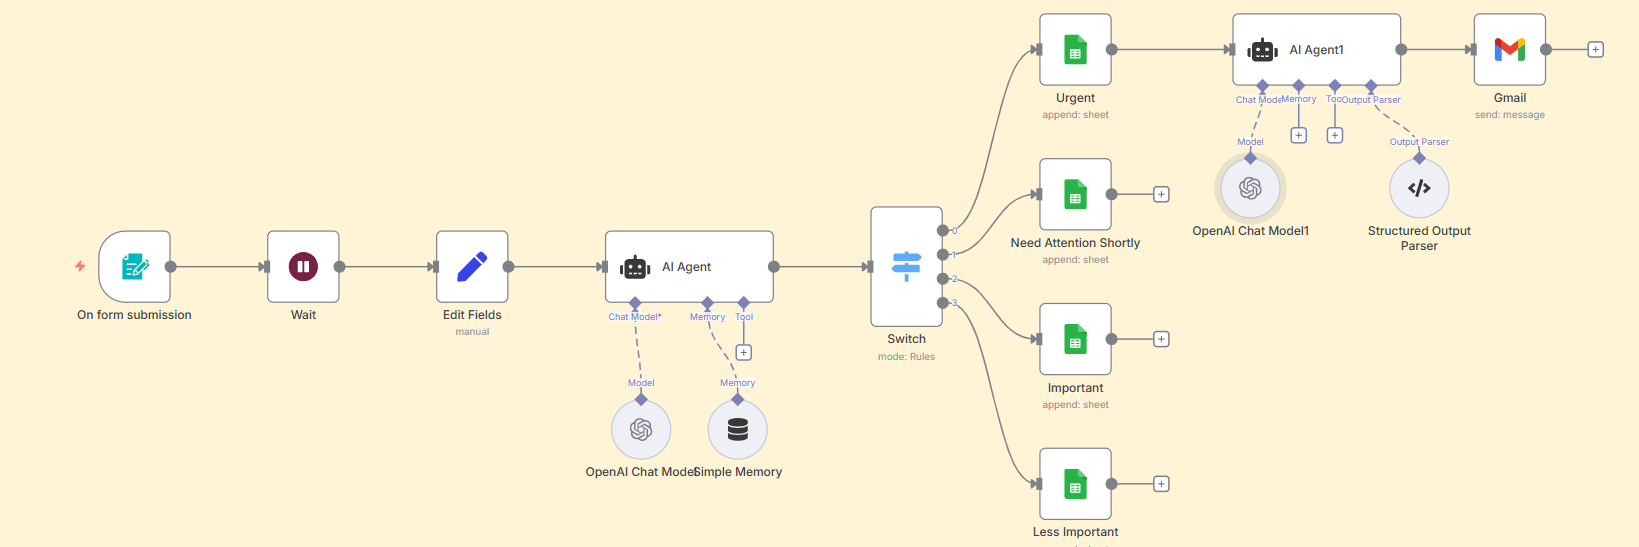 On form submission
Wait
Edit Fields
manual
AI Agent
Chat Model*
Memory
Tool
Model
Memory
OpenAI Chat Model
Simple Memory
Switch
mode: Rules
0
1
2
3
Urgent
append: sheet
Need Attention Shortly
append: sheet
Important
append: sheet
Less Important
AI Agent1
Chat Mode
Memory
Too
Output Parser
Model
Output Parser
OpenAI Chat Model1
Structured Output
Parser
Gmail
send: message